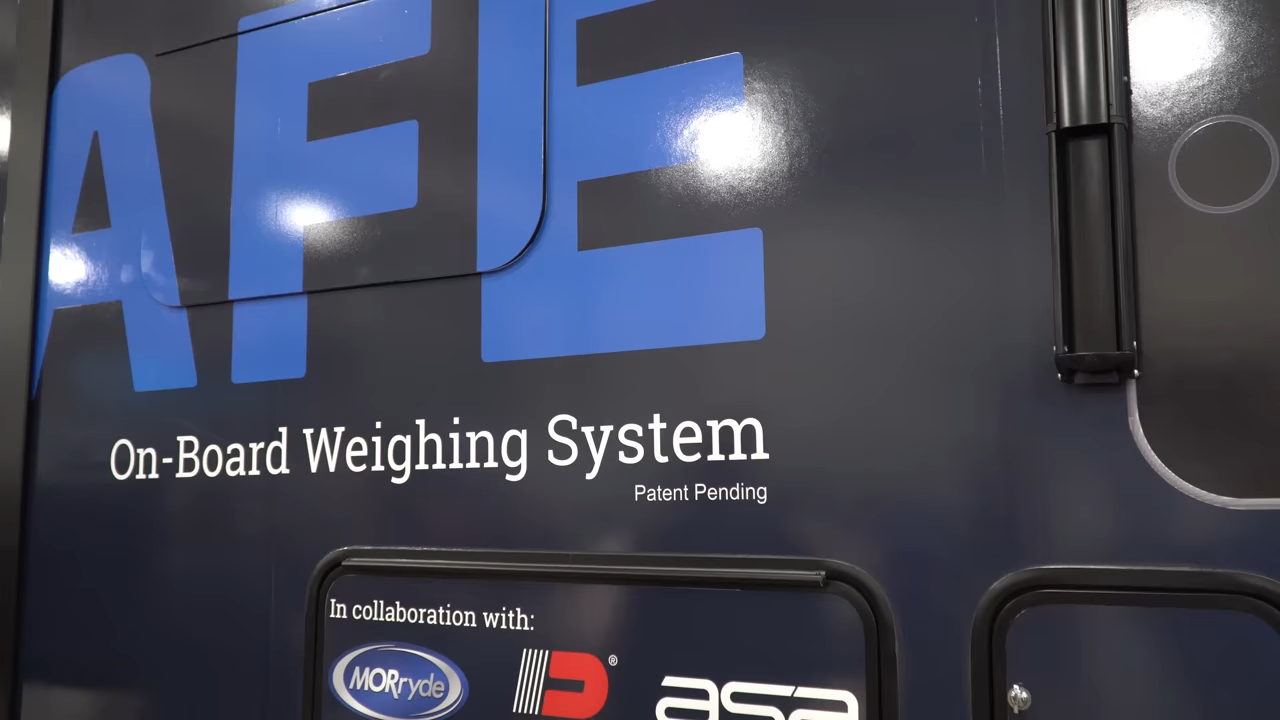 AFE
On-Board Weighing System
Patent Pending
In collaboration with:
MORryde
®
asa